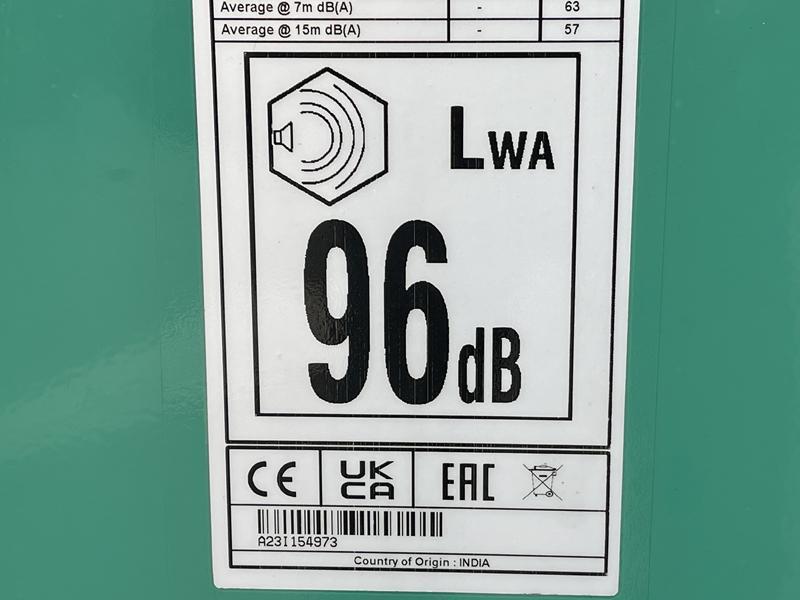 Average @ 7m dB(A) - 63
Average @ 15m dB(A) - 57
LWA
96dB
CE UK CA EAC
A23I154973
Country of Origin : INDIA